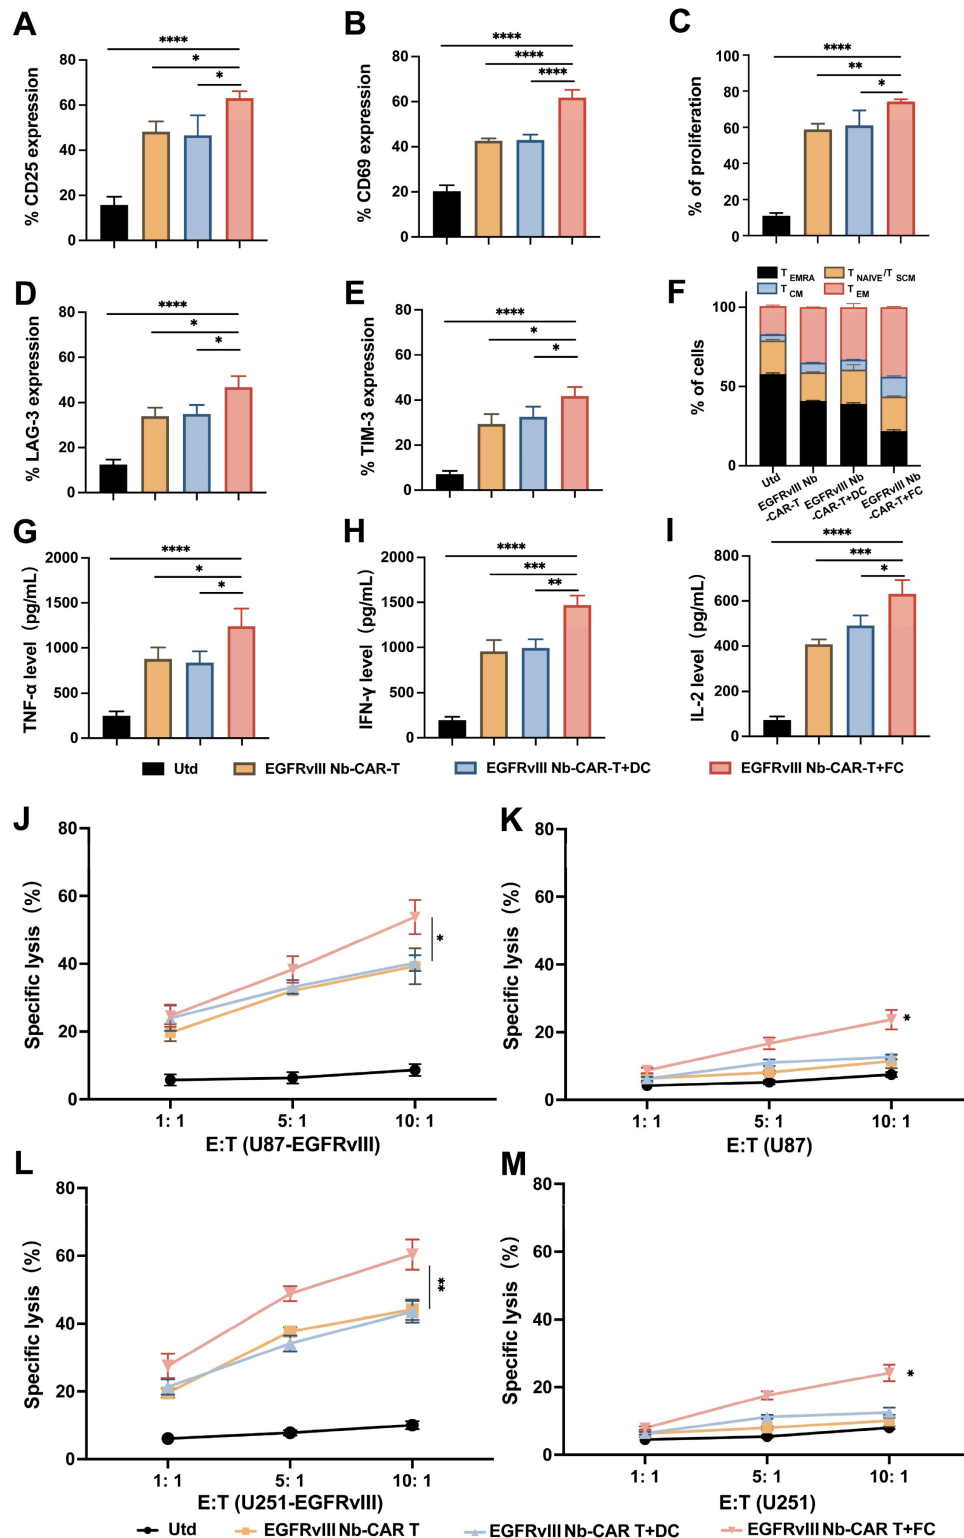 A
B
C
****
*
*
% CD25 expression
80
60
40
20
0
****
****
****
% CD69 expression
80
60
40
20
0
****
**
*
% of proliferation
100
80
60
40
20
0
D
E
F
****
*
*
% LAG-3 expression
80
60
40
20
0
****
*
*
% TIM-3 expression
80
60
40
20
0
T EMRA
T NAIVE/T SCM
T CM
T EM
% of cells
100
50
0
Utd
EGFRvIII Nb
-CAR-T
EGFRvIII Nb
-CAR-T+DC
EGFRvIII Nb
-CAR-T+FC
G
H
I
****
*
*
TNF-α level (pg/mL)
2000
1500
1000
500
0
****
***
**
IFN-γ level (pg/mL)
2000
1500
1000
500
0
****
***
*
IL-2 level (pg/mL)
800
600
400
200
0
Utd
EGFRvIII Nb-CAR-T
EGFRvIII Nb-CAR-T+DC
EGFRvIII Nb-CAR-T+FC
J
Specific lysis (%)
80
60
40
20
0
*
1: 1
5: 1
10: 1
E:T (U87-EGFRvIII)
K
Specific lysis (%)
80
60
40
20
0
*
1: 1
5: 1
10: 1
E:T (U87)
L
Specific lysis (%)
80
60
40
20
0
**
1: 1
5: 1
10: 1
E:T (U251-EGFRvIII)
M
Specific lysis (%)
80
60
40
20
0
*
1: 1
5: 1
10: 1
E:T (U251)
Utd
EGFRvIII Nb-CAR T
EGFRvIII Nb-CAR T+DC
EGFRvIII Nb-CAR T+FC